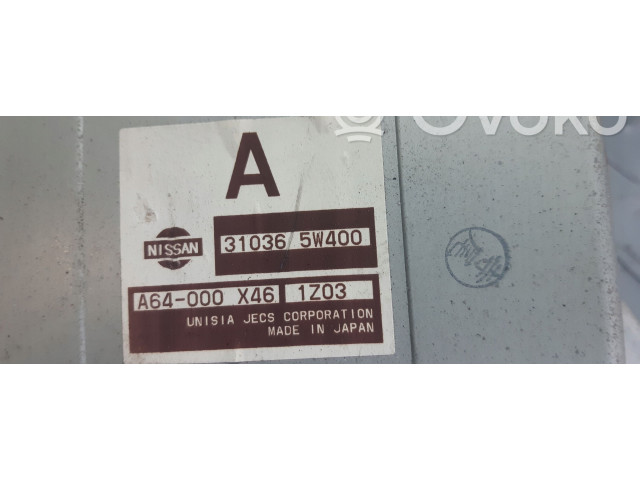 Ovoko
A
NISSAN
31036 5W400
A64-000 X46 1Z03
UNISIA JECS CORPORATION
MADE IN JAPAN